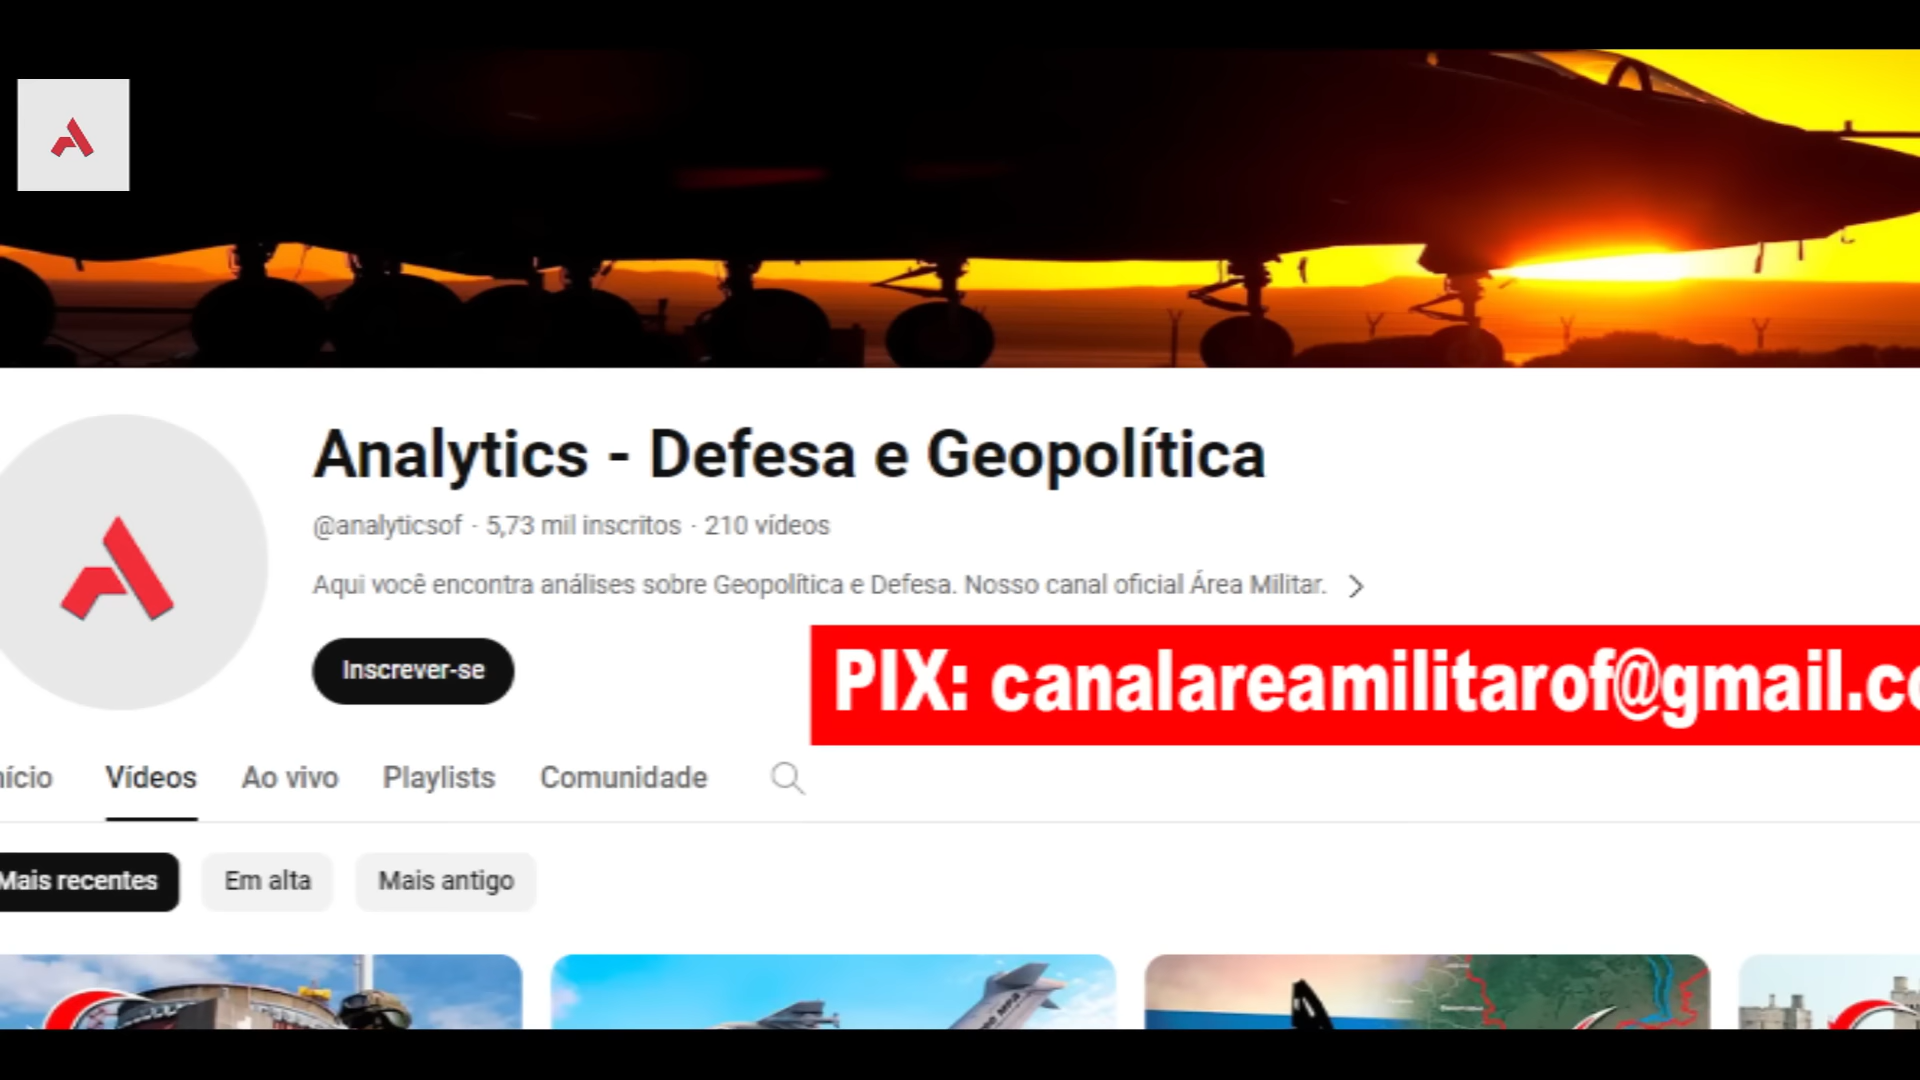 Analytics - Defesa e Geopolítica
@analyticsof · 5,73 mil inscritos · 210 vídeos
Aqui você encontra análises sobre Geopolítica e Defesa. Nosso canal oficial Área Militar.
Inscrever-se
PIX: canalareamilitarof@gmail.co
nício Vídeos Ao vivo Playlists Comunidade
Mais recentes Em alta Mais antigo